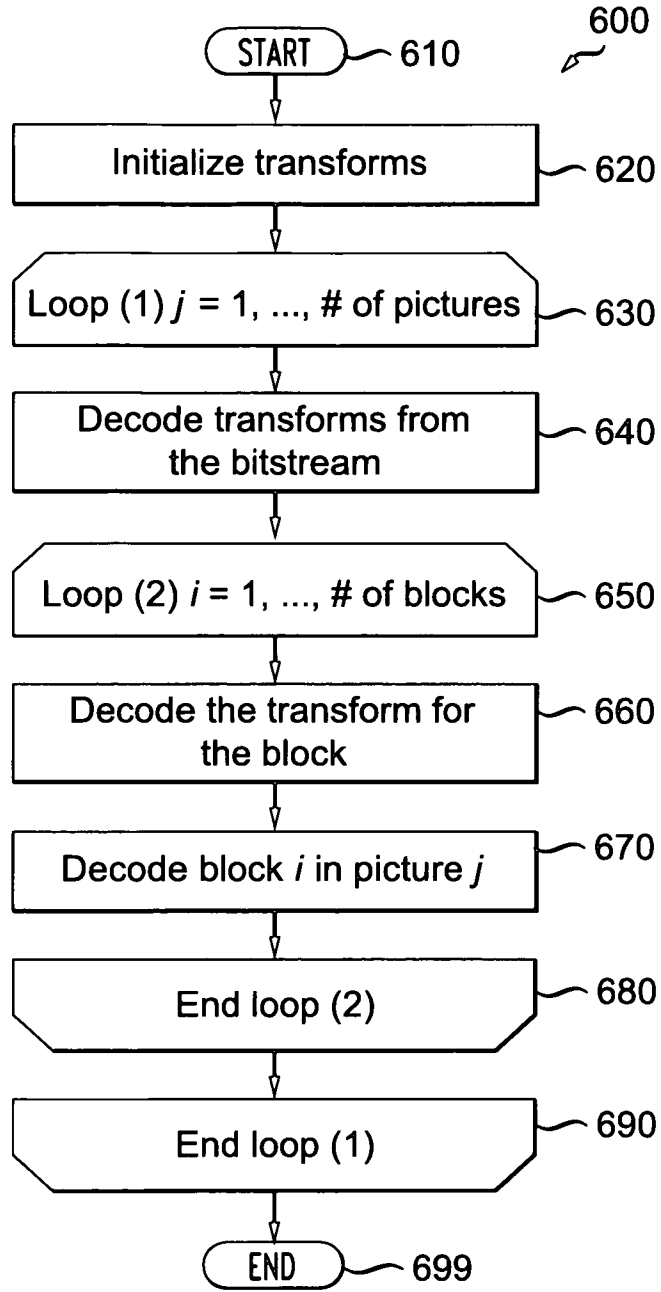 600
START 610
Initialize transforms 620
Loop (1) j = 1, ..., # of pictures 630
Decode transforms from 640
the bitstream
Loop (2) i = 1, ..., # of blocks 650
Decode the transform for 660
the block
Decode block i in picture j 670
End loop (2) 680
End loop (1) 690
END 699